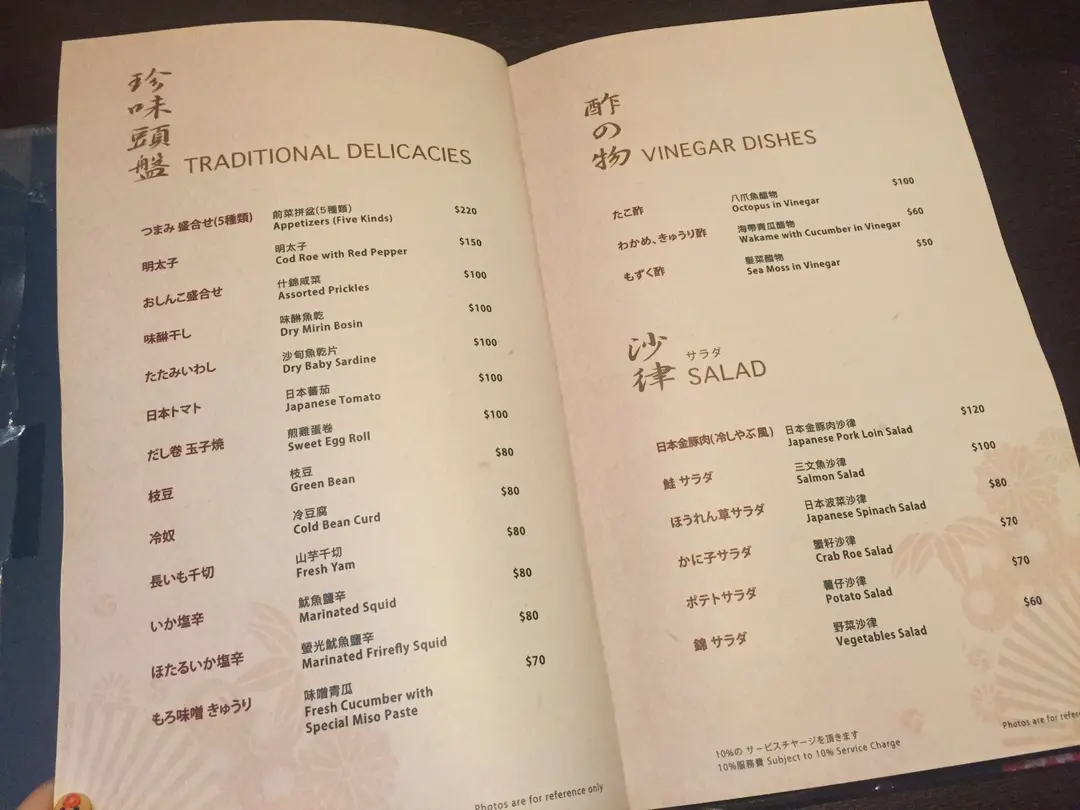 珍味頭盤 TRADITIONAL DELICACIES
つまみ 盛合せ(5種類) 前菜拼盆(5種類) $220
Appetizers (Five Kinds)
明太子 明太子 $150
Cod Roe with Red Pepper
おしんこ盛合せ 什錦咸菜 $100
Assorted Prickles
味醂干し 味醂魚乾 $100
Dry Mirin Bosin
たたみいわし 沙甸魚乾片 $100
Dry Baby Sardine
日本トマト 日本蕃茄 $100
Japanese Tomato
だし巻 玉子焼 煎雞蛋卷 $100
Sweet Egg Roll
枝豆 枝豆 $80
Green Bean
冷奴 冷豆腐 $80
Cold Bean Curd
長いも千切 山芋千切 $80
Fresh Yam
いか塩辛 魷魚鹽辛 $80
Marinated Squid
ほたるいか塩辛 螢光魷魚鹽辛 $80
Marinated Frirefly Squid
もろ味噌 きゅうり 味噌青瓜 $70
Fresh Cucumber with
Special Miso Paste
Photos are for reference only
酢の物 VINEGAR DISHES
たこ酢 八爪魚醋物 $100
Octopus in Vinegar
わかめ、きゅうり酢 海帶青瓜醋物 $60
Wakame with Cucumber in Vinegar
もずく酢 髮菜醋物 $50
Sea Moss in Vinegar
沙律 サラダ
SALAD
日本金豚肉(冷しゃぶ風) 日本金豚肉沙律 $120
Japanese Pork Loin Salad
鮭 サラダ 三文魚沙律 $100
Salmon Salad
ほうれん草サラダ 日本波菜沙律 $80
Japanese Spinach Salad
かに子サラダ 蟹籽沙律 $70
Crab Roe Salad
ポテトサラダ 薯仔沙律 $70
Potato Salad
錦 サラダ 野菜沙律 $60
Vegetables Salad
10%の サービスチヤージを頂きます
10%服務費 Subject to 10% Service Charge
Photos are for refere